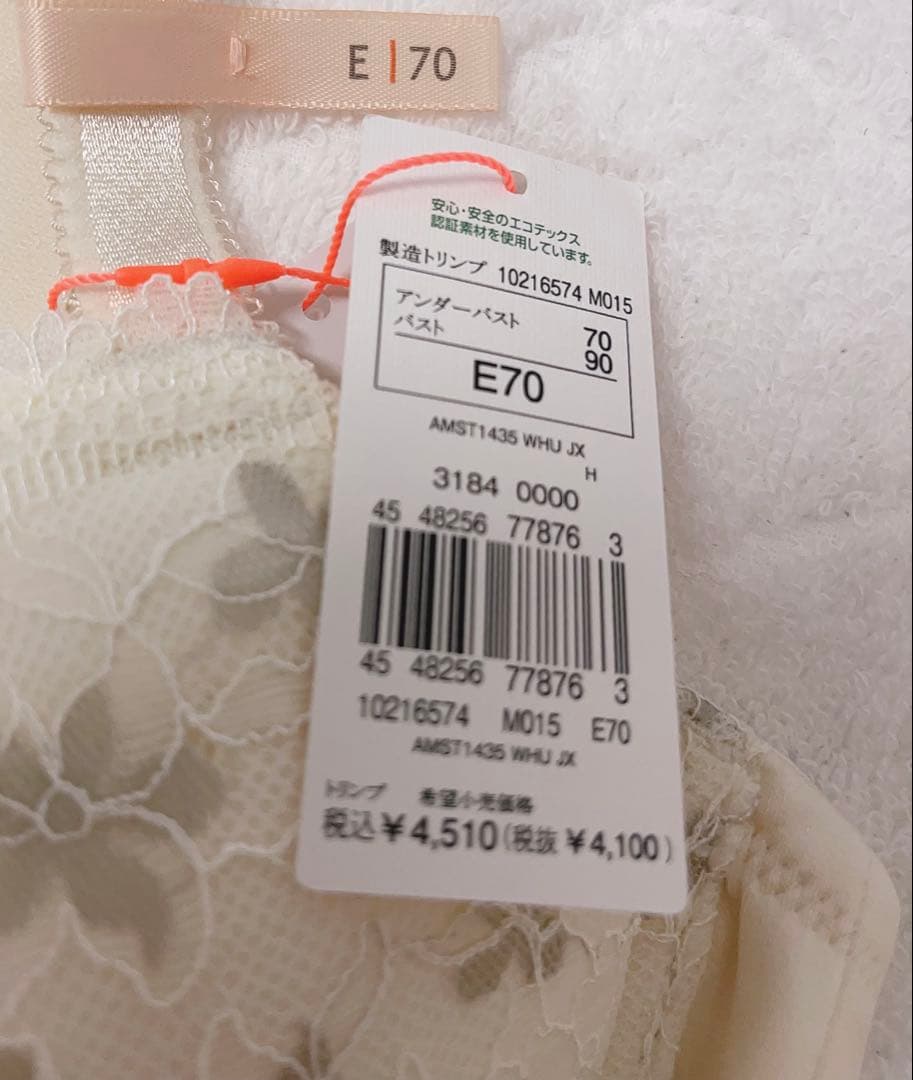 E | 70
安心・安全のエコテックス
認証素材を使用しています。
製造トリンプ 10216574 M015
アンダーバスト 70
バスト 90
E70
AMST1435 WHU JX
H
3184 0000
45 48256 77876 3
45 48256 77876 3
10216574 M015 E70
AMST1435 WHU JX
トリンプ 希望小売価格
税込¥4,510(税抜¥4,100)